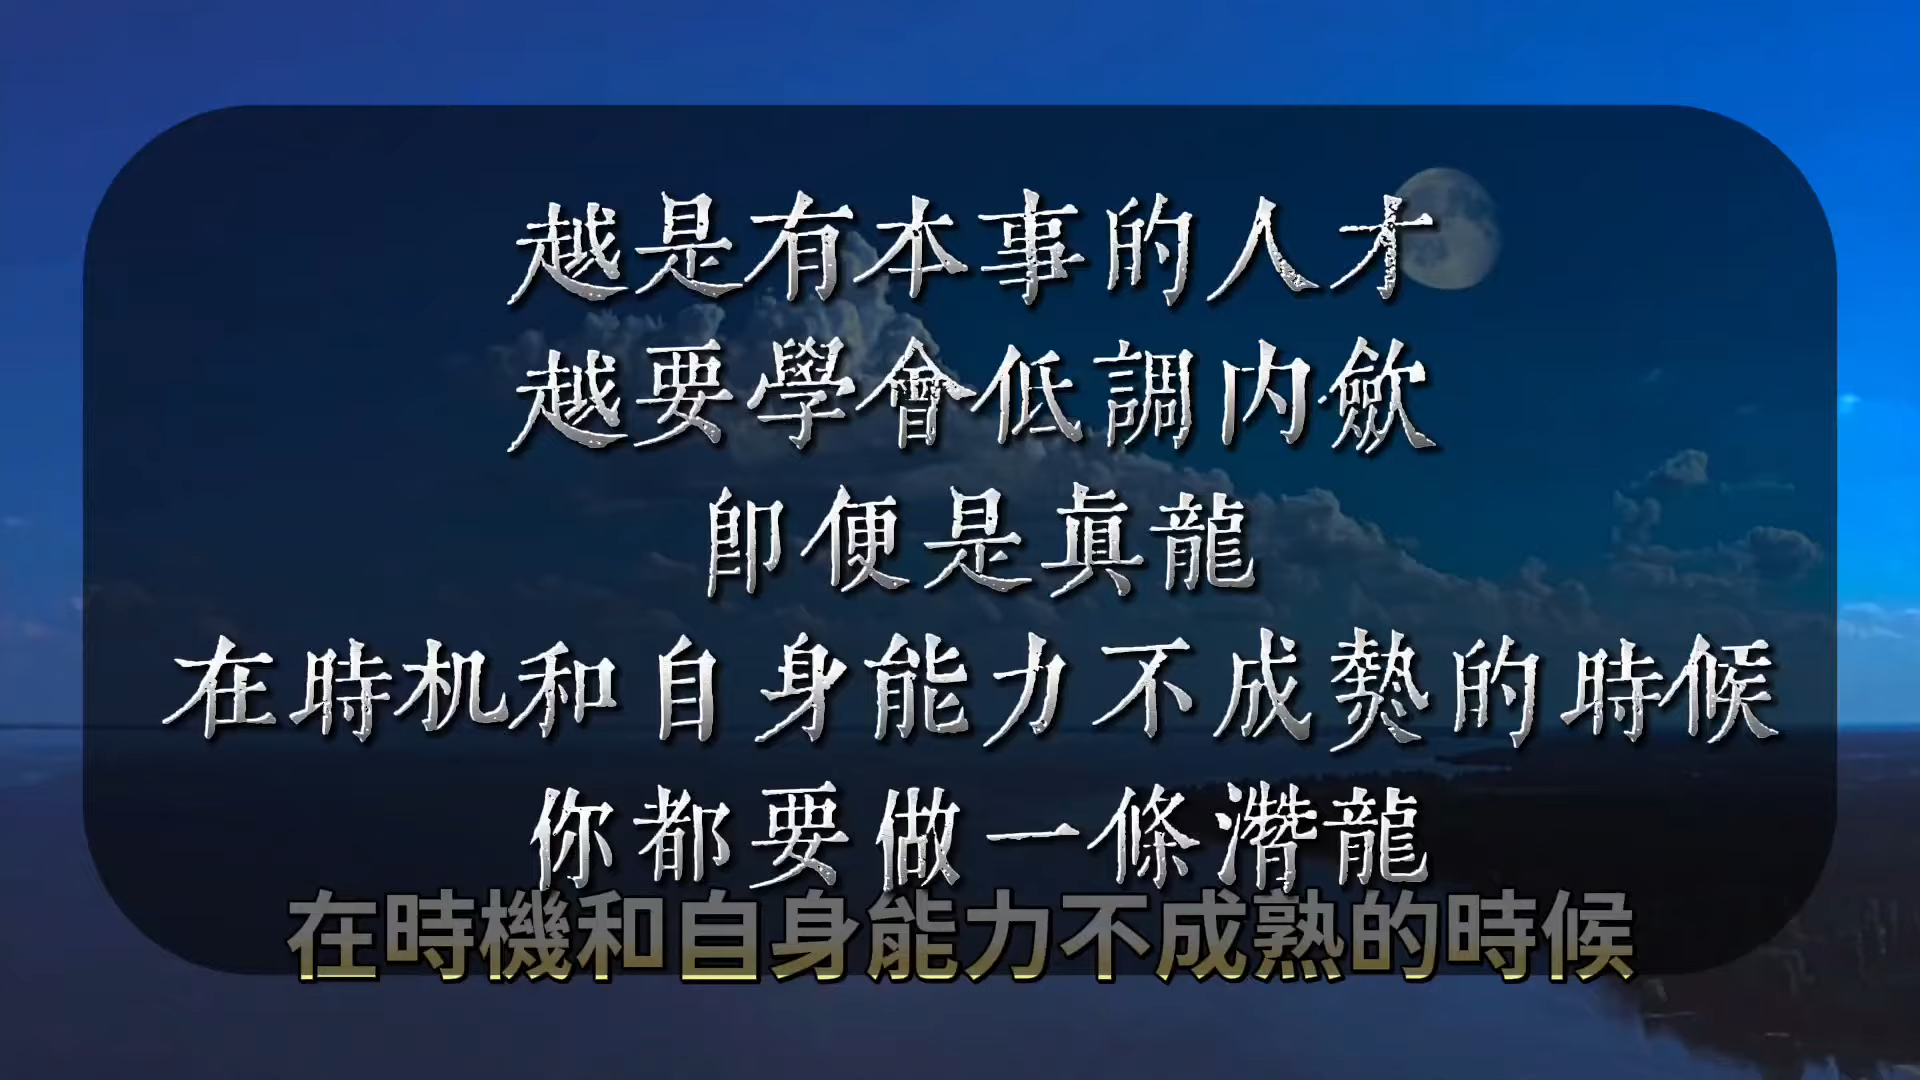 越是有本事的人才
越要學會低調内斂
即便是真龍
在時机和自身能力不成熟的時候
你都要做一條潛龍
在時機和自身能力不成熟的時候